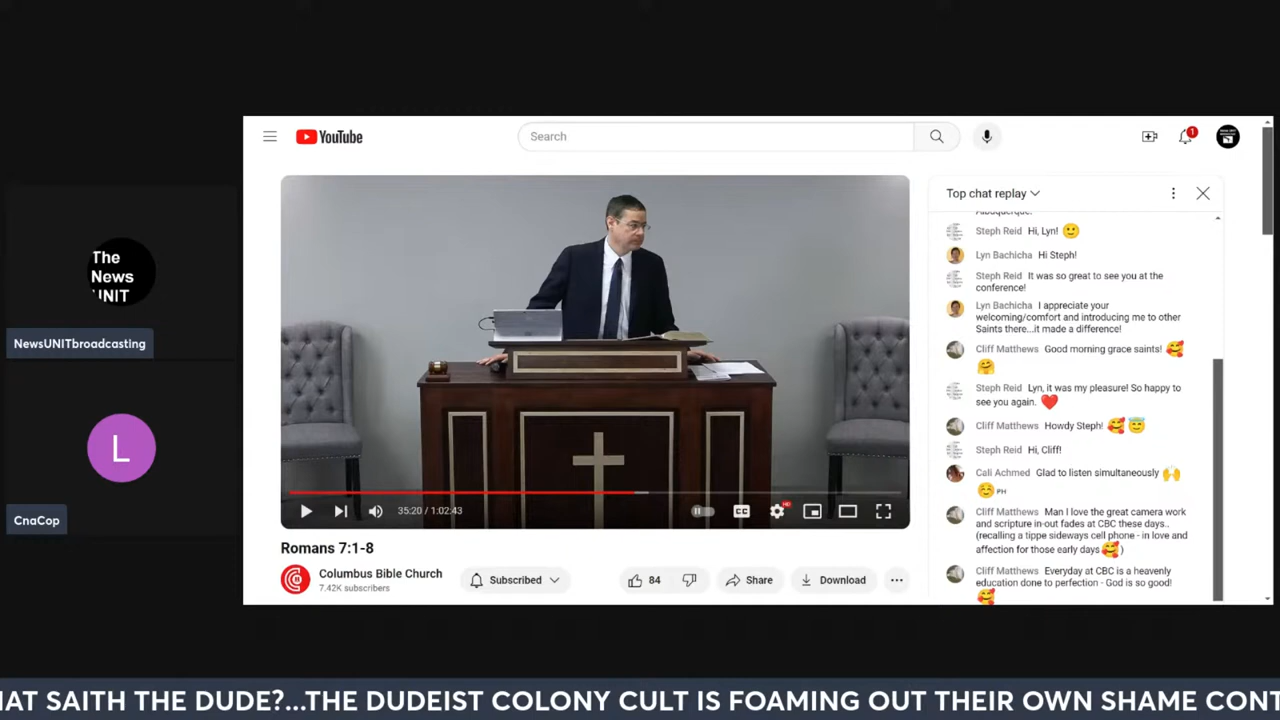 The
News
UNIT
NewsUNITbroadcasting
L
CnaCop
YouTube
Search
1
Top chat replay
Albuquerque.
Steph Reid Hi, Lyn!
Lyn Bachicha Hi Steph!
Steph Reid It was so great to see you at the
conference!
Lyn Bachicha I appreciate your
welcoming/comfort and introducing me to other
Saints there...it made a difference!
Cliff Matthews Good morning grace saints! 🥰
🤗
Steph Reid Lyn, it was my pleasure! So happy to
see you again. ❤️
Cliff Matthews Howdy Steph! 🥰 😇
Steph Reid Hi, Cliff!
Cali Achmed Glad to listen simultaneously 🙌
☺️ PH
Cliff Matthews Man I love the great camera work
and scripture in-out fades at CBC these days..
(recalling a tippe sideways cell phone - in love and
affection for those early days 🥰)
Cliff Matthews Everyday at CBC is a heavenly
education done to perfection - God is so good!
🥰
35:20 / 1:02:43
CC
HD
Romans 7:1-8
Columbus Bible Church
7.42K subscribers
Subscribed
84
Share
Download
HAT SAITH THE DUDE?...THE DUDEIST COLONY CULT IS FOAMING OUT THEIR OWN SHAME CONT